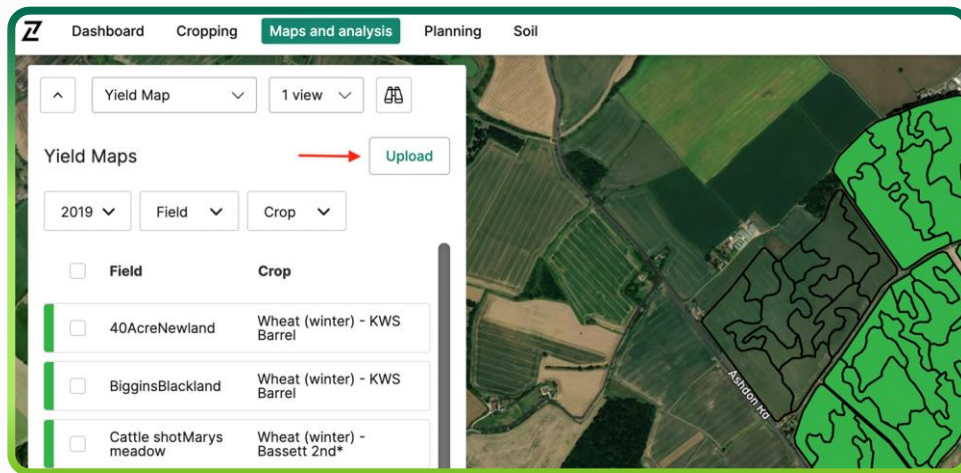 Dashboard Cropping Maps and analysis Planning Soil
Yield Map 1 view
Yield Maps Upload
2019 Field Crop
Field Crop
40AcreNewland Wheat (winter) - KWS
Barrel
BigginsBlackland Wheat (winter) - KWS
Barrel
Cattle shotMarys Wheat (winter) -
meadow Bassett 2nd*
Ashdon